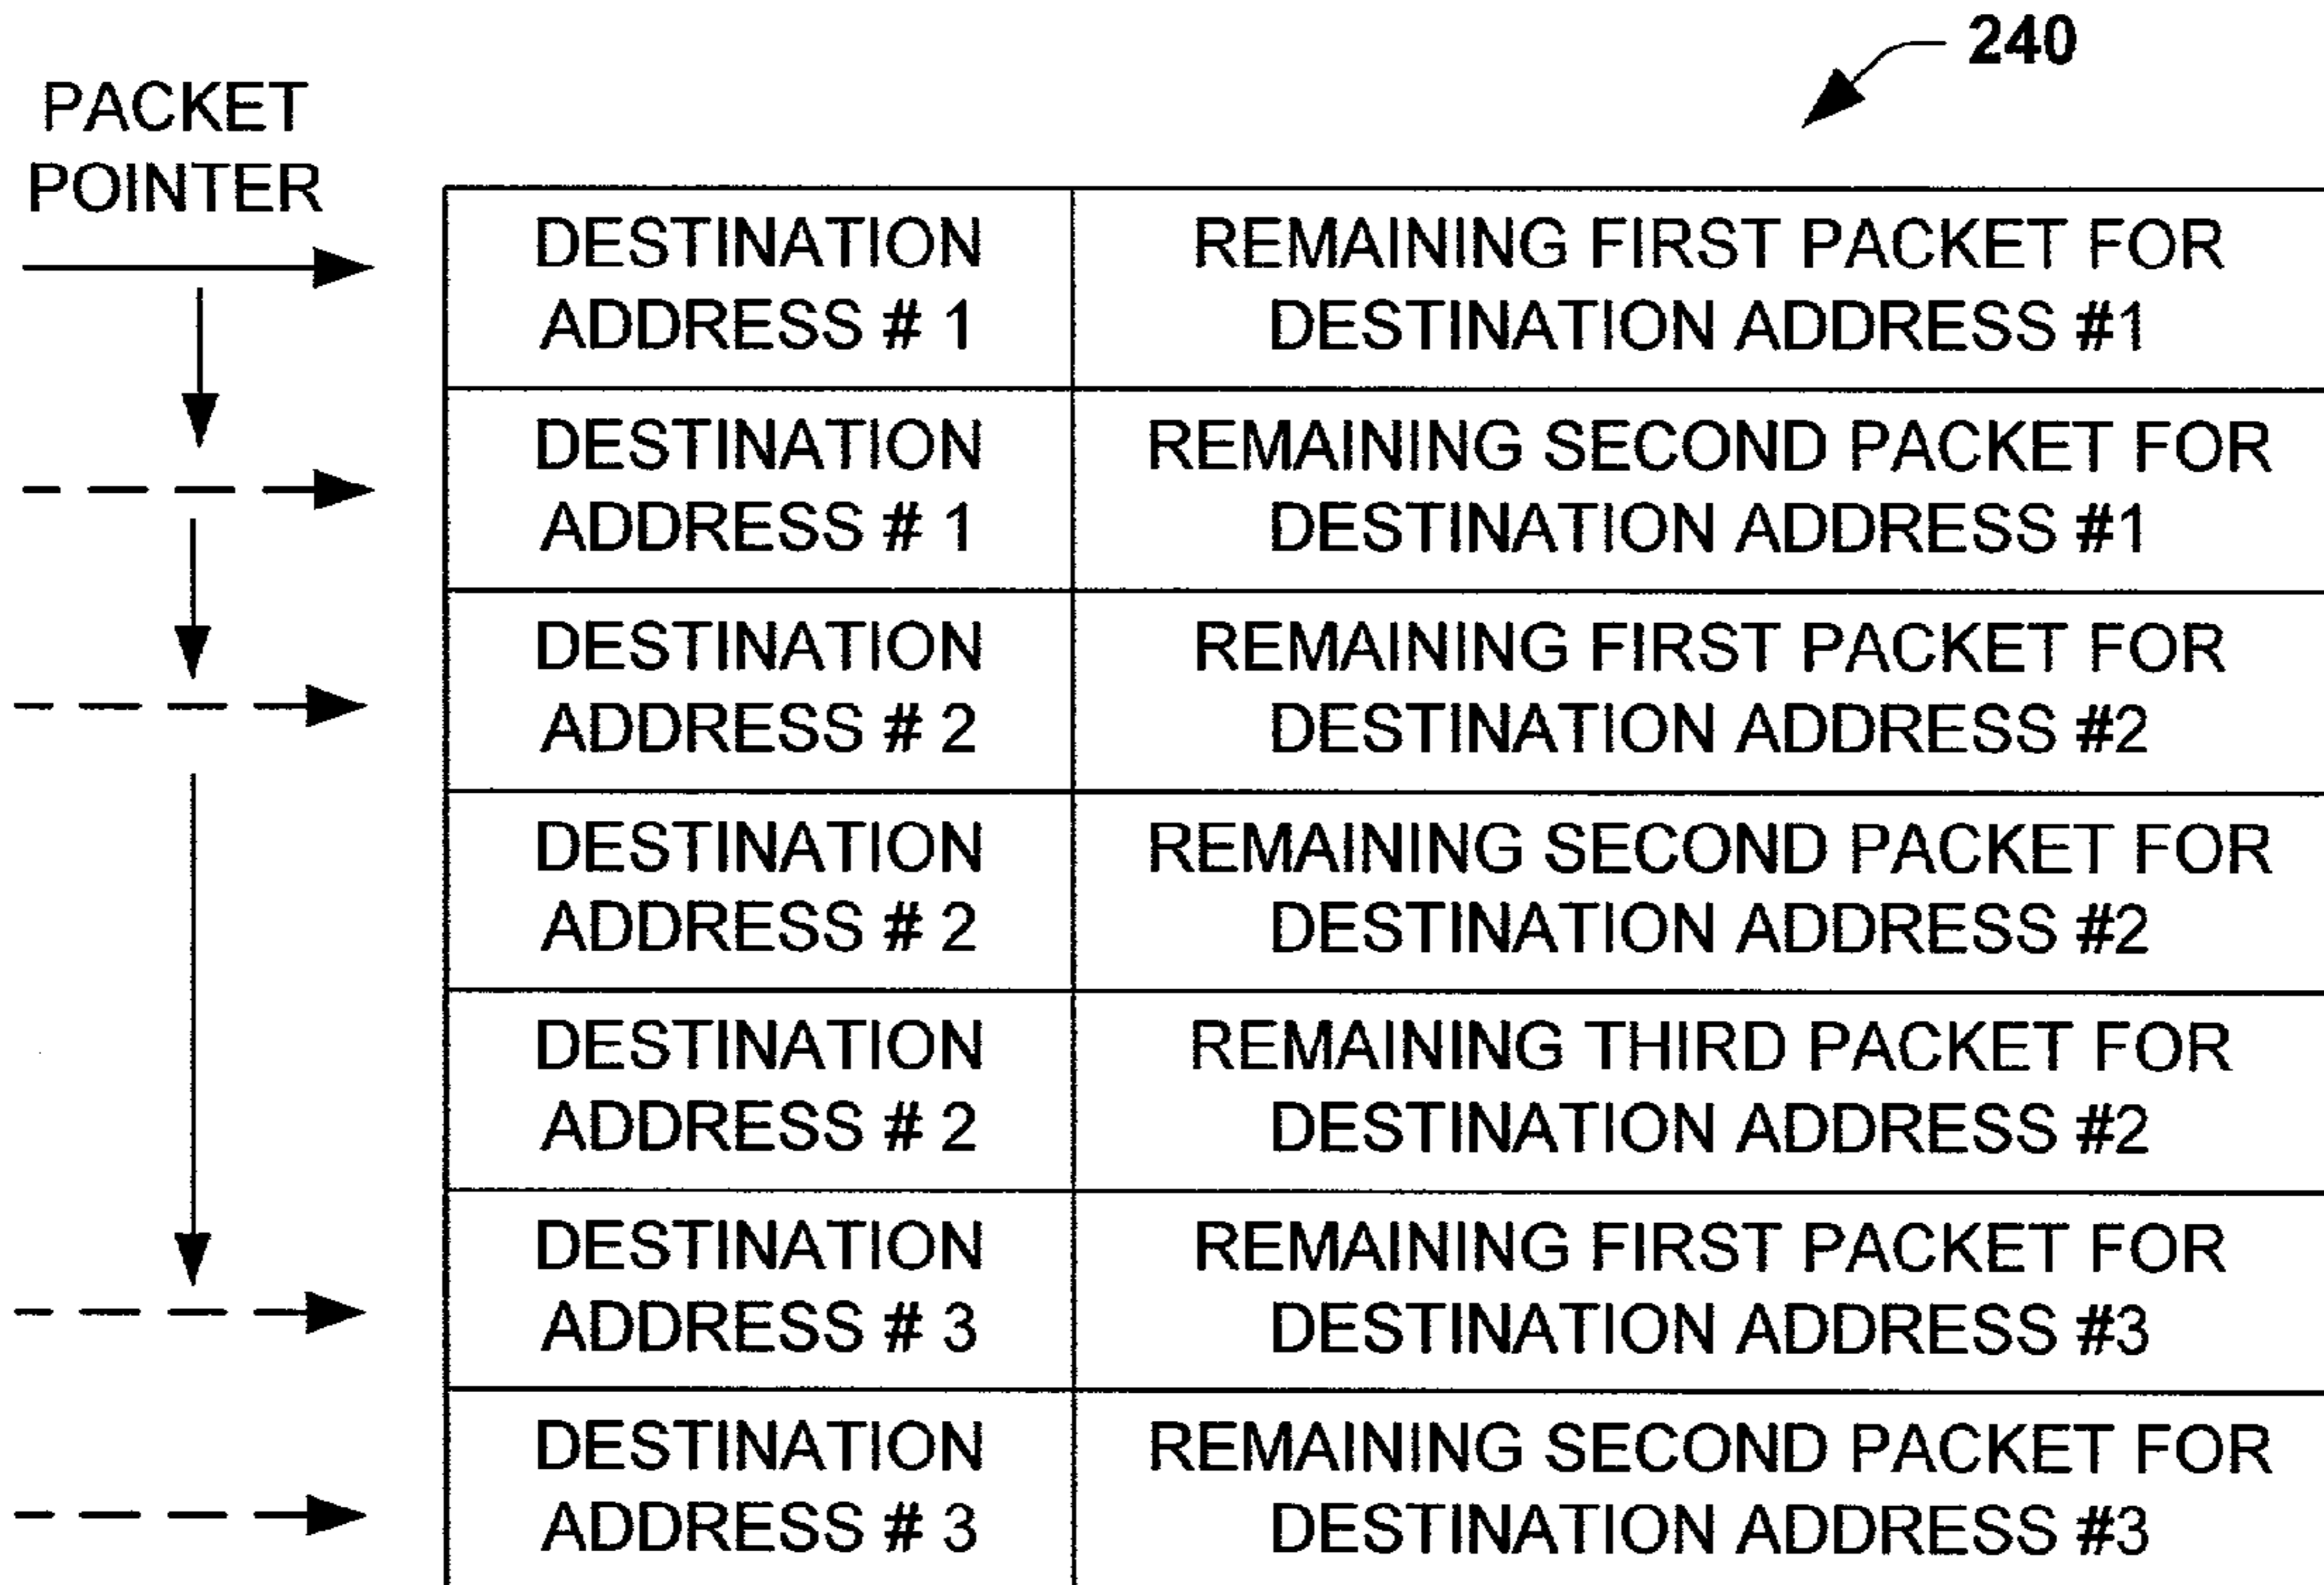 240
PACKET
POINTER
DESTINATION
ADDRESS # 1
REMAINING FIRST PACKET FOR
DESTINATION ADDRESS #1
DESTINATION
ADDRESS # 1
REMAINING SECOND PACKET FOR
DESTINATION ADDRESS #1
DESTINATION
ADDRESS # 2
REMAINING FIRST PACKET FOR
DESTINATION ADDRESS #2
DESTINATION
ADDRESS # 2
REMAINING SECOND PACKET FOR
DESTINATION ADDRESS #2
DESTINATION
ADDRESS # 2
REMAINING THIRD PACKET FOR
DESTINATION ADDRESS #2
DESTINATION
ADDRESS # 3
REMAINING FIRST PACKET FOR
DESTINATION ADDRESS #3
DESTINATION
ADDRESS # 3
REMAINING SECOND PACKET FOR
DESTINATION ADDRESS #3